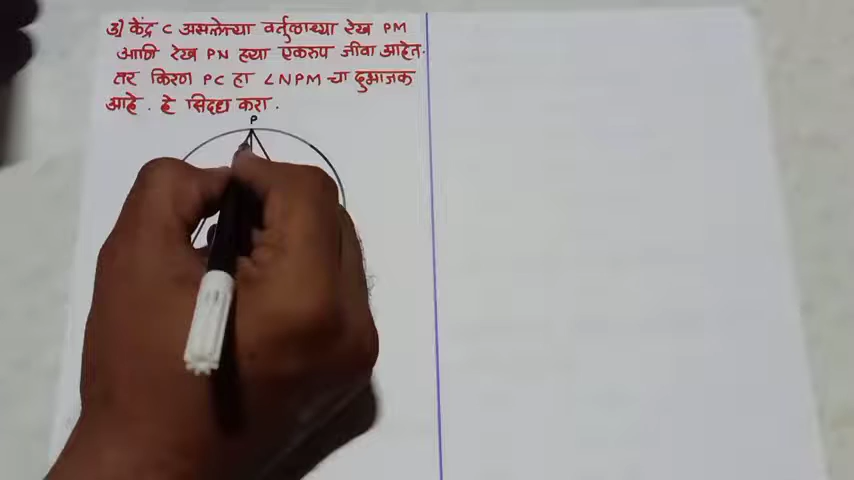 3) केंद्र C असलेल्या वर्तुळाच्या रेख PM
आणि रेख PN ह्या एकरुप जीवा आहेत.
तर किरण PC हा ∠NPM चा दुभाजक
आहे. हे सिद्ध करा.
P